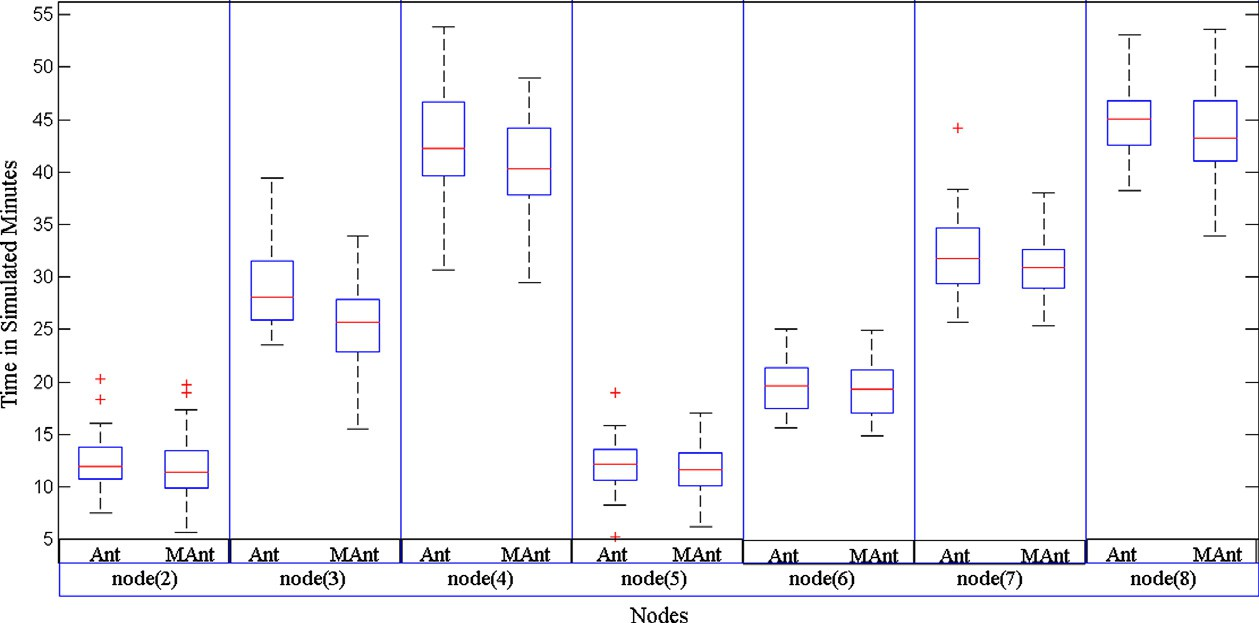 55
50
45
40
35
30
25
20
15
10
5
Time in Simulated Minutes
Ant MAnt Ant MAnt Ant MAnt Ant MAnt Ant MAnt Ant MAnt Ant MAnt
node(2) node(3) node(4) node(5) node(6) node(7) node(8)
Nodes